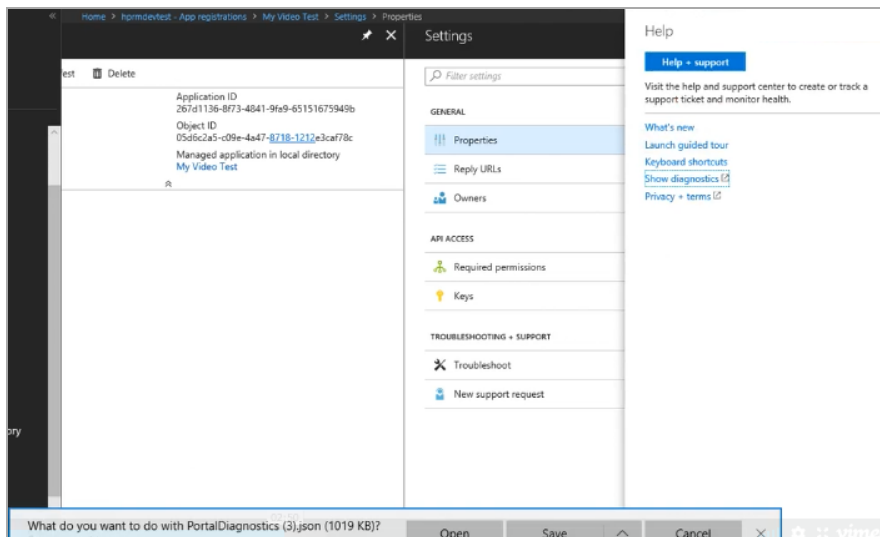 Home > hprmdevtest - App registrations > My Video Test > Settings > Properties
Delete
Application ID
267d1136-8f73-4841-9fa9-65151675949b
Object ID
05d6c2a5-c09e-4a47-8718-1212e3caf78c
Managed application in local directory
My Video Test
Settings
Filter settings
GENERAL
Properties
Reply URLs
Owners
API ACCESS
Required permissions
Keys
TROUBLESHOOTING + SUPPORT
Troubleshoot
New support request
Help
Help + support
Visit the help and support center to create or track a
support ticket and monitor health.
What's new
Launch guided tour
Keyboard shortcuts
Show diagnostics
Privacy + terms
ory
What do you want to do with PortalDiagnostics (3).json (1019 KB)?
Open Save Cancel